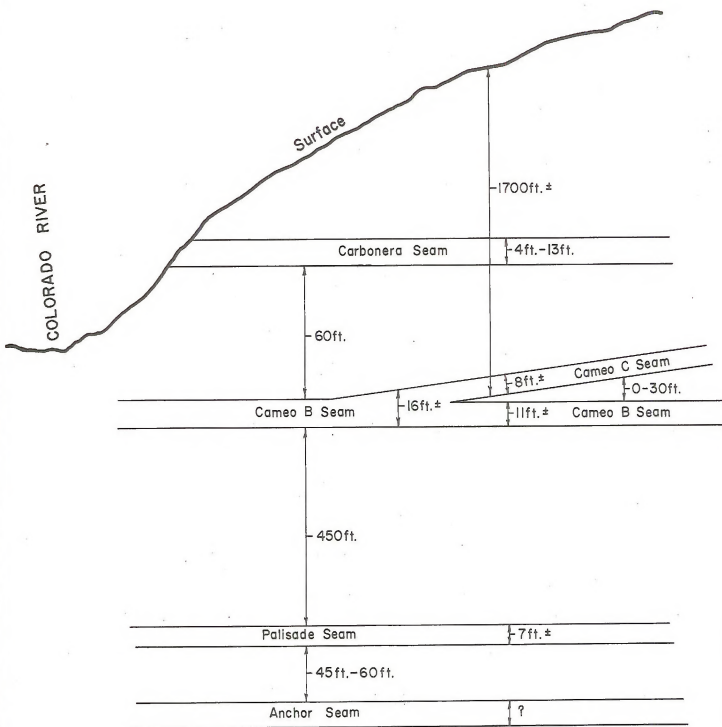 Surface
1700ft.±
COLORADO RIVER
Carbonera Seam
4ft.-13ft.
60ft.
Cameo C Seam
8ft.±
0-30ft.
Cameo B Seam
16ft.±
11ft.±
Cameo B Seam
450ft.
Palisade Seam
7ft.±
45ft.-60ft.
Anchor Seam
?